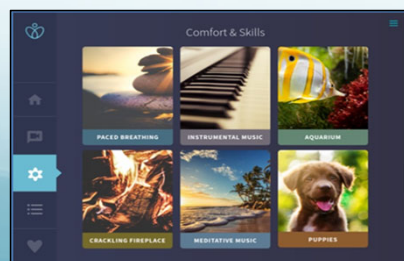 Comfort & Skills
PACED BREATHING
INSTRUMENTAL MUSIC
AQUARIUM
CRACKLING FIREPLACE
MEDITATIVE MUSIC
PUPPIES